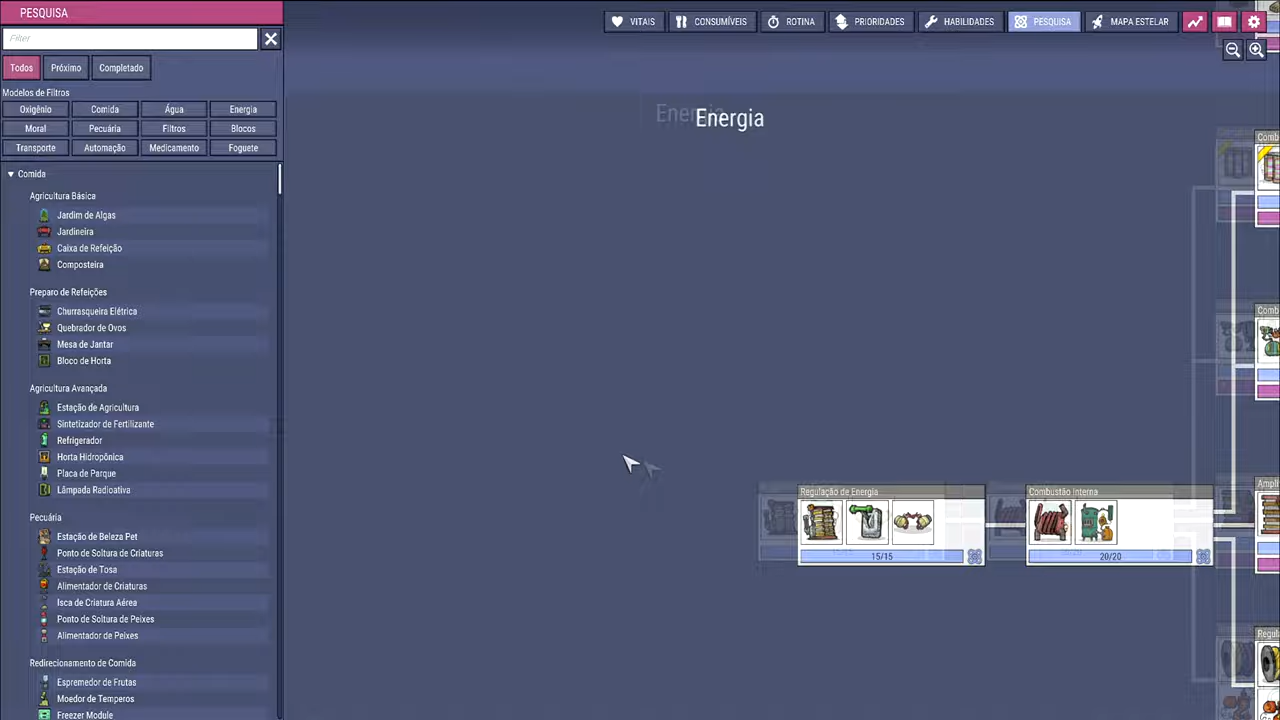 PESQUISA
VITAIS
CONSUMÍVEIS
ROTINA
PRIORIDADES
HABILIDADES
PESQUISA
MAPA ESTELAR
Filter
Todos
Próximo
Completado
Modelos de Filtros
Oxigênio
Comida
Água
Energia
Moral
Pecuária
Filtros
Blocos
Transporte
Automação
Medicamento
Foguete
Comida
Agricultura Básica
Jardim de Algas
Jardineira
Caixa de Refeição
Composteira
Preparo de Refeições
Churrasqueira Elétrica
Quebrador de Ovos
Mesa de Jantar
Bloco de Horta
Agricultura Avançada
Estação de Agricultura
Sintetizador de Fertilizante
Refrigerador
Horta Hidropônica
Placa de Parque
Lâmpada Radioativa
Pecuária
Estação de Beleza Pet
Ponto de Soltura de Criaturas
Estação de Tosa
Alimentador de Criaturas
Isca de Criatura Aérea
Ponto de Soltura de Peixes
Alimentador de Peixes
Redirecionamento de Comida
Espremedor de Frutas
Moedor de Temperos
Freezer Module
Energia
Regulação de Energia
15/15
Combustão Interna
20/20
Comb
Comb
Ampli
Regul